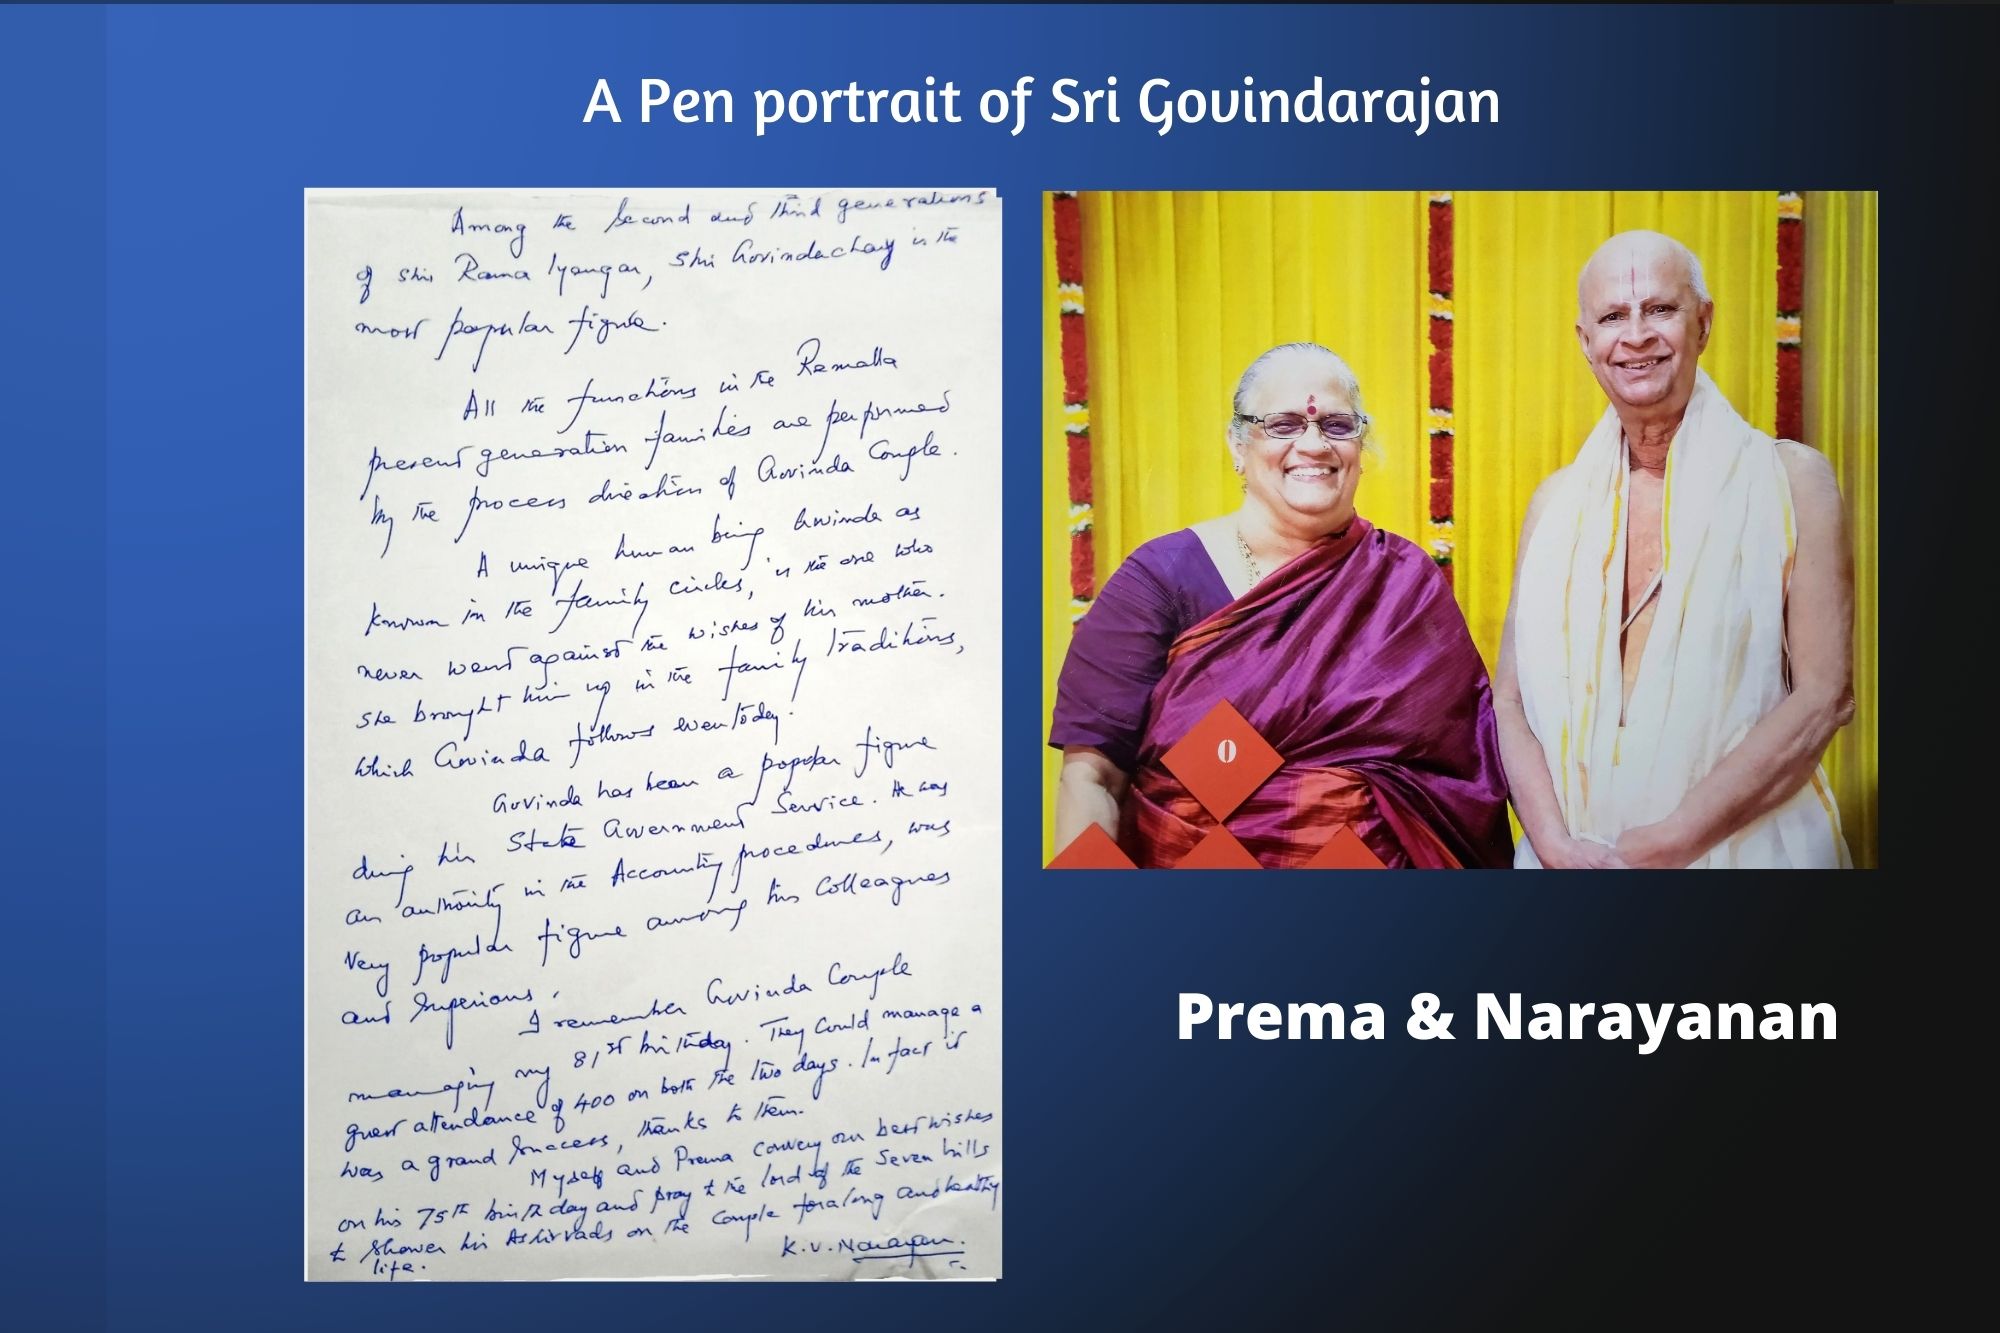 A Pen portrait of Sri Govindarajan
Among the second and third generations
of Shri Rama Iyangar, Shri Govindachary is the
most popular figure.
All the functions in the Ramalla
present generation families are performed
by the process direction of Govinda Couple.
A unique human being Govinda as
known in the family circles, is the one who
never went against the wishes of his mother.
She brought him up in the family traditions,
which Govinda follows even today.
Govinda has been a popular figure
during his State Government Service. He was
an authority in the Accounting procedures, was
very popular figure among his Colleagues
and Superiors.
I remember Govinda Couple
managing my 81st birthday. They could manage a
guest attendance of 400 on both the two days. In fact it
was a grand success, thanks to them.
Myself and Prema convey our best wishes
on his 75th birthday and pray to the lord of the Seven hills
to shower his Ashirvads on the Couple for a long and healthy
life.
K.V. Narayan.
0
Prema & Narayanan